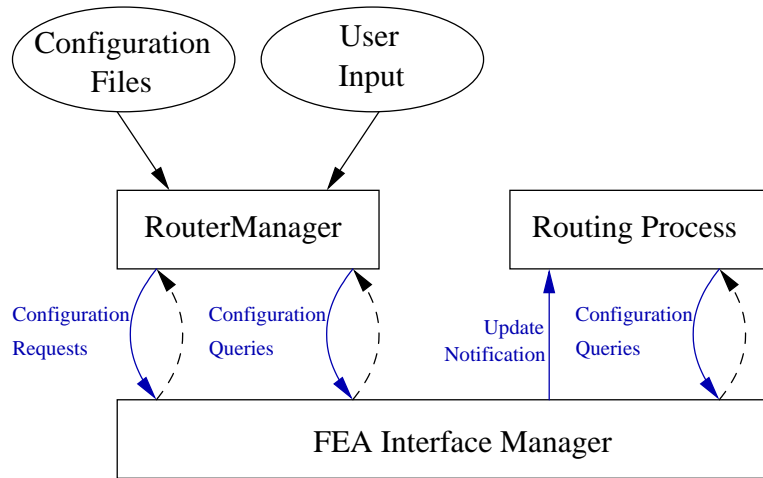 Configuration
Files
User
Input
RouterManager
Routing Process
Configuration
Requests
Configuration
Queries
Update
Notification
Configuration
Queries
FEA Interface Manager